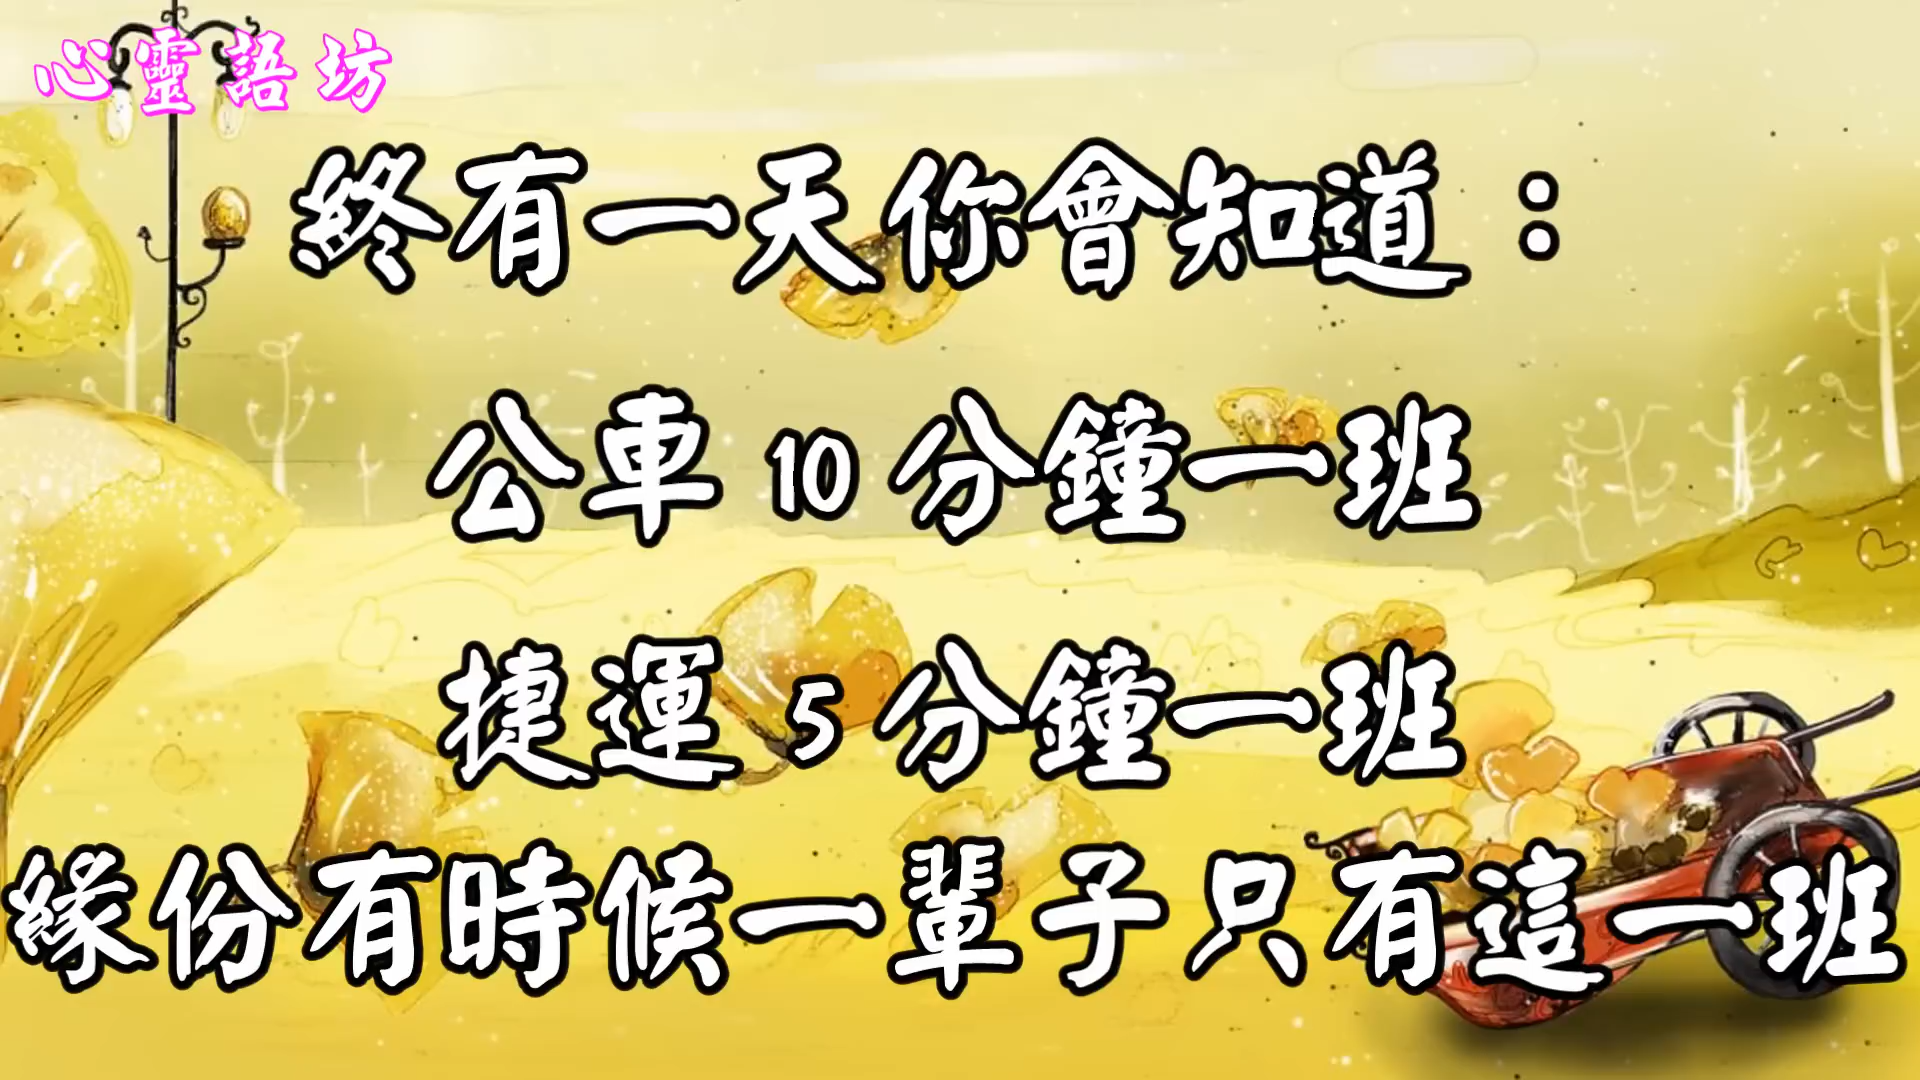 心靈語坊
終有一天你會知道：
公車 10 分鐘一班
捷運 5 分鐘一班
緣份有時候一輩子只有這一班